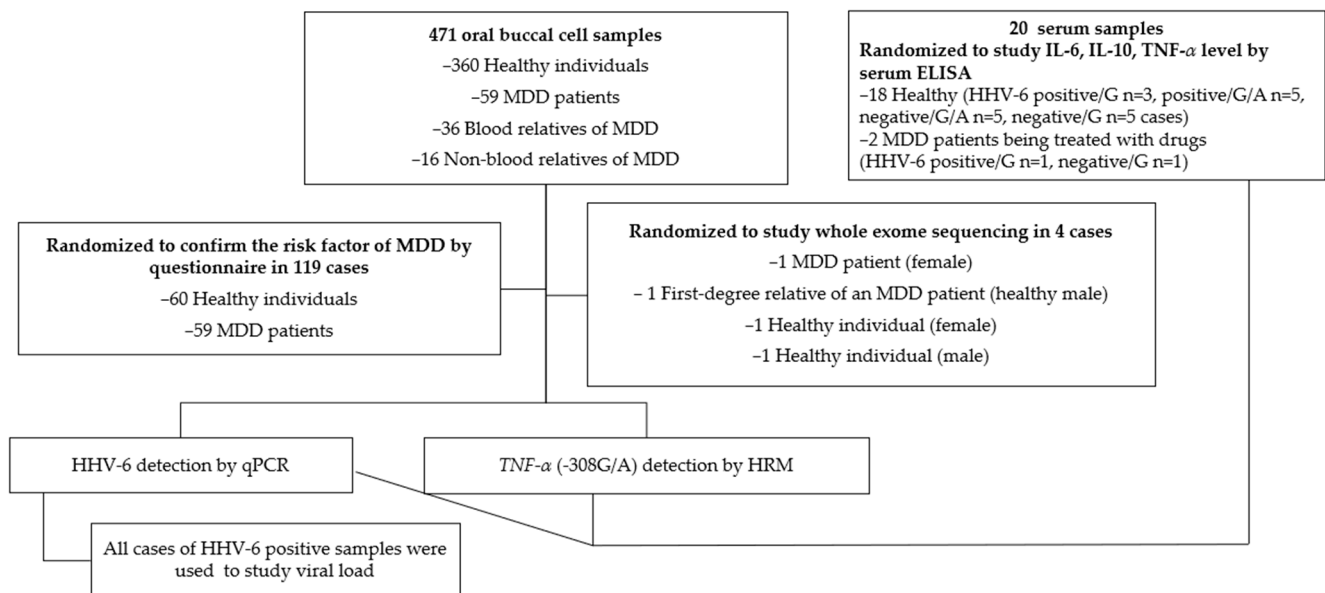 471 oral buccal cell samples
–360 Healthy individuals
–59 MDD patients
–36 Blood relatives of MDD
–16 Non-blood relatives of MDD
20 serum samples
Randomized to study IL-6, IL-10, TNF-α level by
serum ELISA
–18 Healthy (HHV-6 positive/G n=3, positive/G/A n=5,
negative/G/A n=5, negative/G n=5 cases)
–2 MDD patients being treated with drugs
(HHV-6 positive/G n=1, negative/G n=1)
Randomized to confirm the risk factor of MDD by
questionnaire in 119 cases
–60 Healthy individuals
–59 MDD patients
Randomized to study whole exome sequencing in 4 cases
–1 MDD patient (female)
– 1 First-degree relative of an MDD patient (healthy male)
–1 Healthy individual (female)
–1 Healthy individual (male)
HHV-6 detection by qPCR
TNF-α (-308G/A) detection by HRM
All cases of HHV-6 positive samples were
used to study viral load